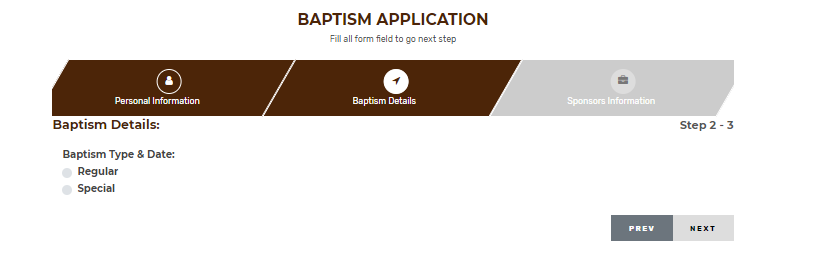 BAPTISM APPLICATION
Fill all form field to go next step
Personal Information Baptism Details Sponsors Information
Baptism Details: Step 2 - 3
Baptism Type & Date:
Regular
Special
PREV NEXT